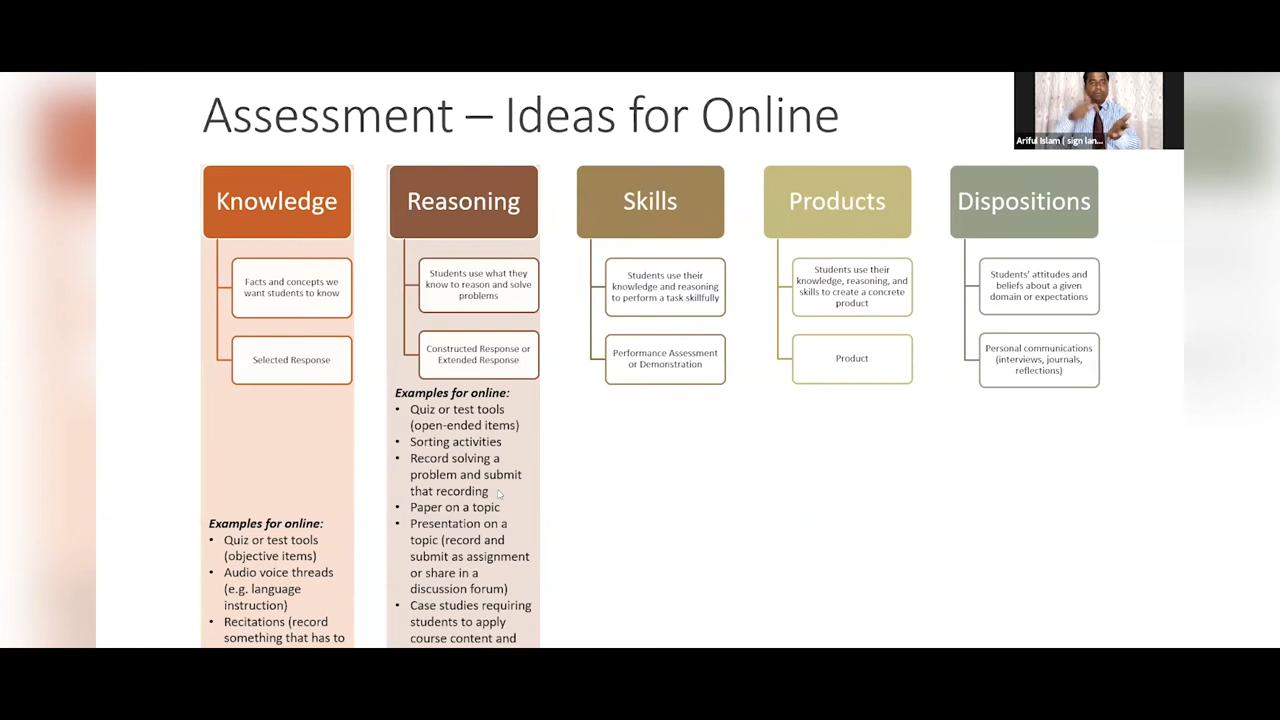 Assessment – Ideas for Online
Ariful Islam ( sign lan...
Knowledge
Facts and concepts we
want students to know
Selected Response
Examples for online:
• Quiz or test tools
(objective items)
• Audio voice threads
(e.g. language
instruction)
• Recitations (record
something that has to
Reasoning
Students use what they
know to reason and solve
problems
Constructed Response or
Extended Response
Examples for online:
• Quiz or test tools
(open-ended items)
• Sorting activities
• Record solving a
problem and submit
that recording
• Paper on a topic
• Presentation on a
topic (record and
submit as assignment
or share in a
discussion forum)
• Case studies requiring
students to apply
course content and
Skills
Students use their
knowledge and reasoning
to perform a task skillfully
Performance Assessment
or Demonstration
Products
Students use their
knowledge, reasoning, and
skills to create a concrete
product
Product
Dispositions
Students' attitudes and
beliefs about a given
domain or expectations
Personal communications
(interviews, journals,
reflections)